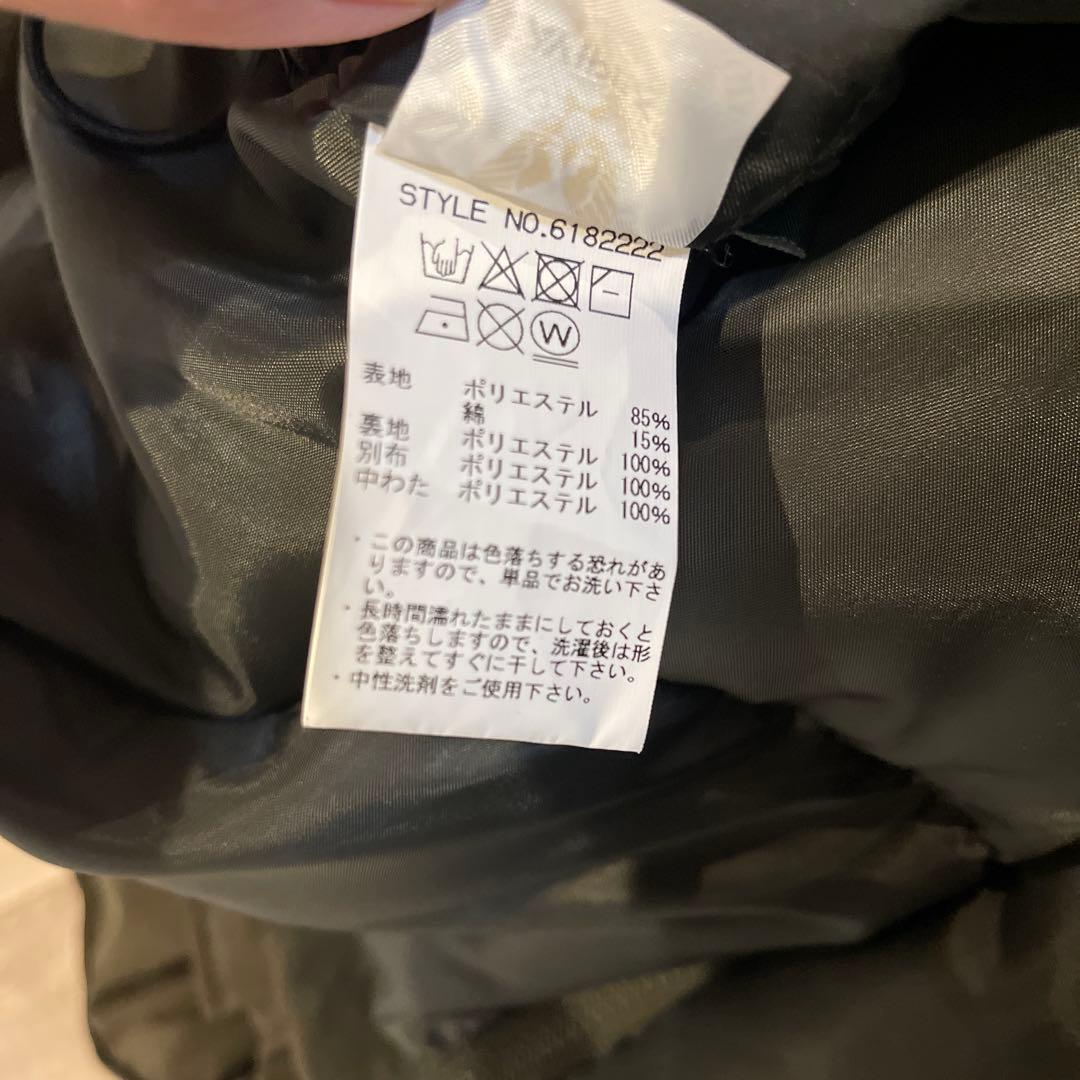 STYLE NO.6182222
W
表地 ポリエステル 85%
綿 15%
裏地 ポリエステル 100%
別布 ポリエステル 100%
中わた ポリエステル 100%
・この商品は色落ちする恐れがあ
りますので、単品でお洗い下さ
い。
・長時間濡れたままにしておくと
色落ちしますので、洗濯後は形
を整えてすぐに干して下さい。
・中性洗剤をご使用下さい。